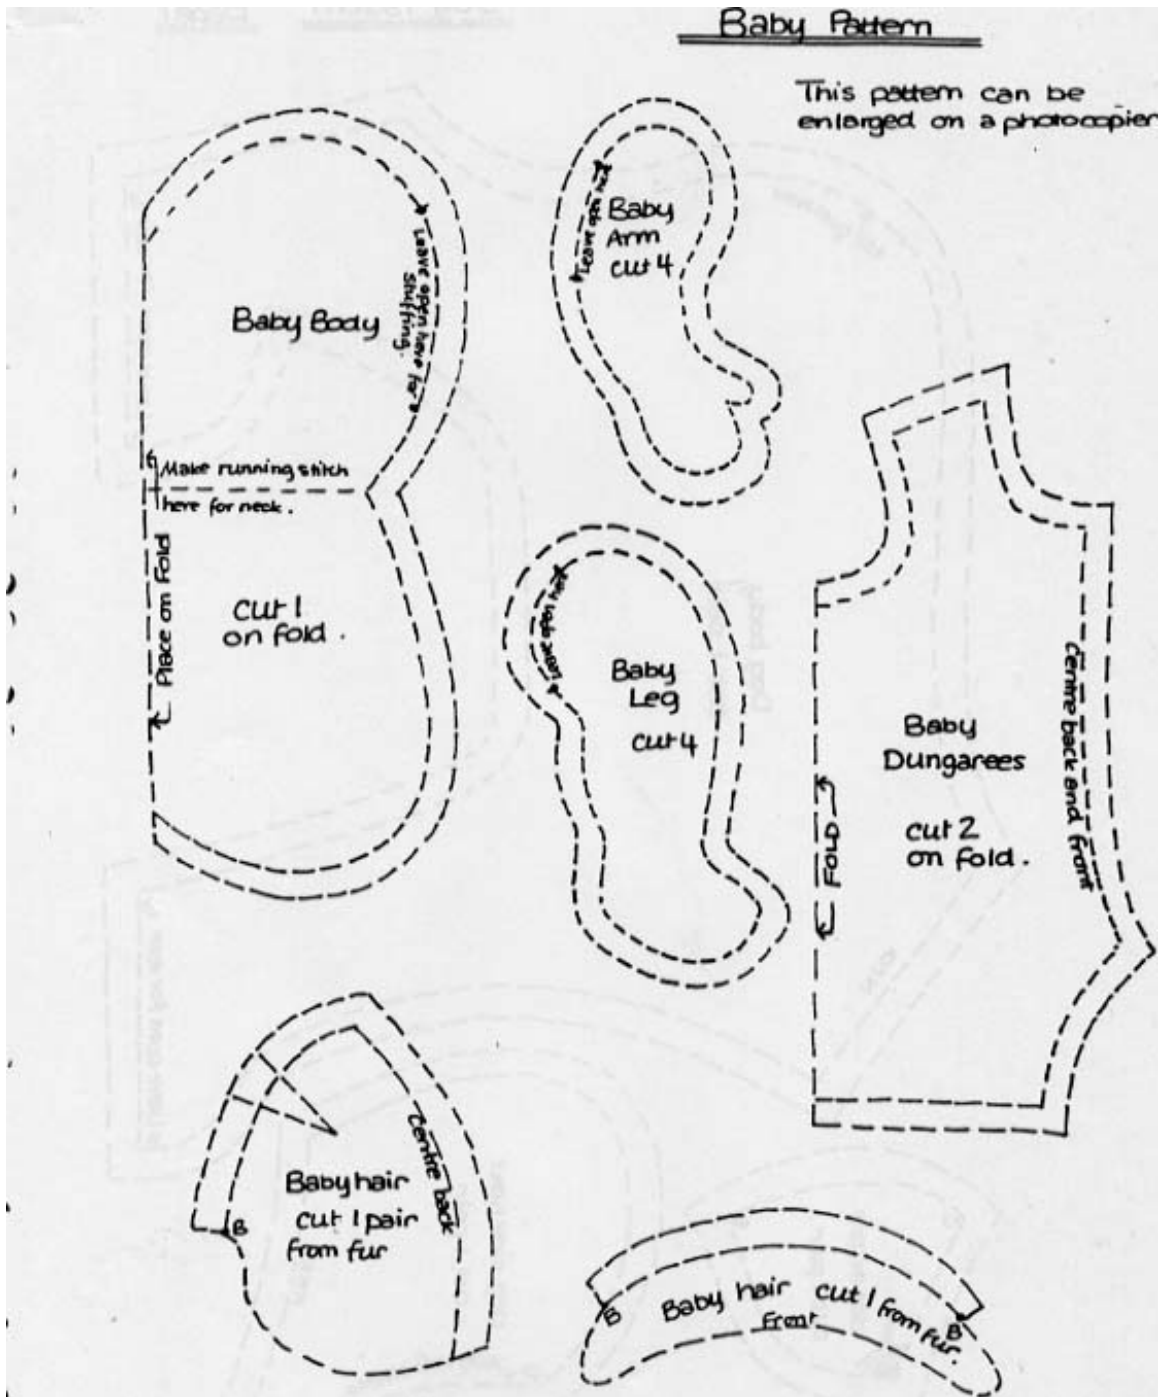 Baby Pattern
This pattern can be
enlarged on a photocopier
Baby Body
Leave open here for
stuffing.
Make running stitch
here for neck.
Place on Fold
cut 1
on fold.
Leave open here
Baby
Arm
cut 4
Leave open here
Baby
Leg
cut 4
Baby
Dungarees
cut 2
on fold.
FOLD
centre back and front
Baby hair
cut 1 pair
from fur
centre back
B
Baby hair cut 1 from fur.
Front
B
B